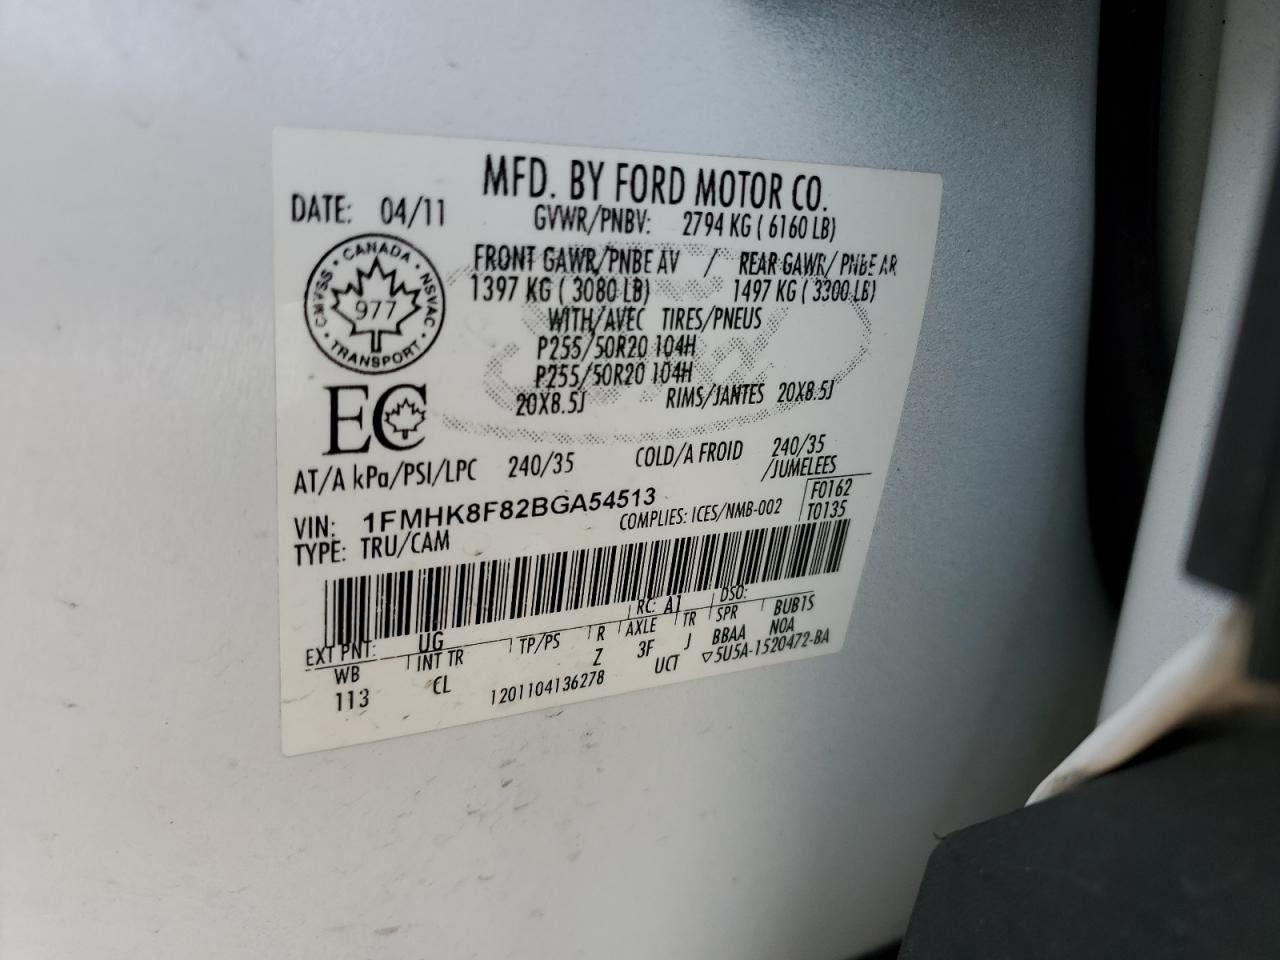 MFD. BY FORD MOTOR CO.
DATE: 04/11 GVWR/PNBV: 2794 KG ( 6160 LB)
FRONT GAWR/PNBE AV / REAR GAWR/ PNBE AR
1397 KG ( 3080 LB) 1497 KG ( 3300 LB)
WITH/AVEC TIRES/PNEUS
P255/50R20 104H
P255/50R20 104H
20X8.5J RIMS/JANTES 20X8.5J
CANADA · NSVAC · TRANSPORT · CMVSS
977
EC
AT/A kPa/PSI/LPC 240/35 COLD/A FROID 240/35
/JUMELEES
VIN: 1FMHK8F82BGA54513 F0162
TYPE: TRU/CAM COMPLIES: ICES/NMB-002 T0135
RC: A1 DSO:
EXT PNT: UG
WB INT TR TP/PS R AXLE TR SPR BUB1S
113 CL Z 3F J BBAA NOA
1201104136278 UCT ▽5U5A-1520472-BA